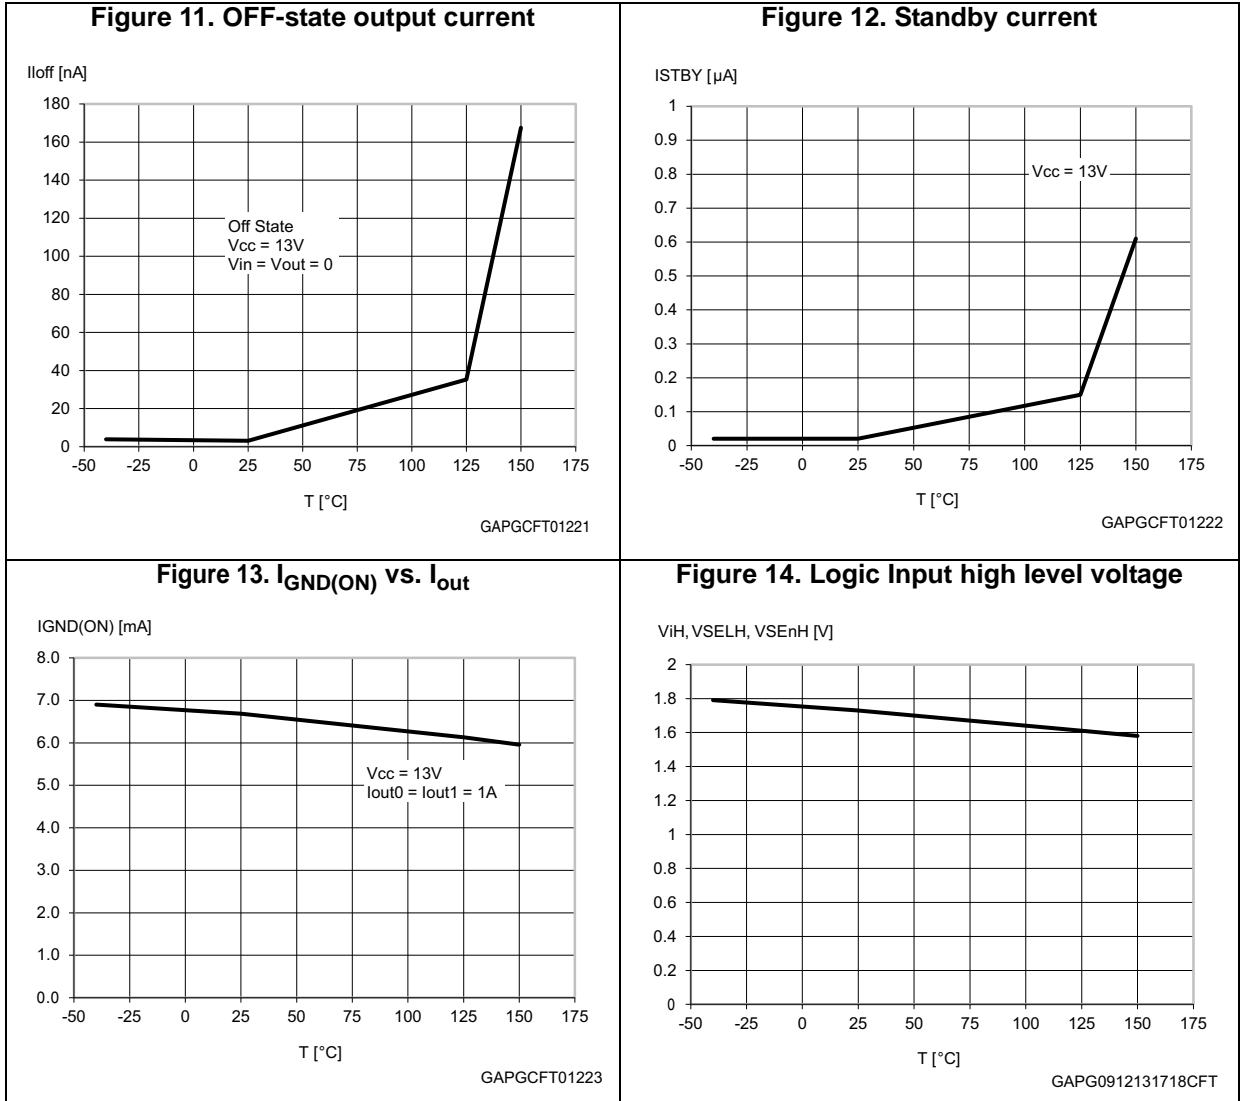 Figure 11. OFF-state output current
Iloff [nA]
180
160
140
120
100
80
60
40
20
0
Off State
Vcc = 13V
Vin = Vout = 0
-50 -25 0 25 50 75 100 125 150 175
T [°C]
GAPGCFT01221
Figure 12. Standby current
ISTBY [µA]
1
0.9
0.8
0.7
0.6
0.5
0.4
0.3
0.2
0.1
0
Vcc = 13V
-50 -25 0 25 50 75 100 125 150 175
T [°C]
GAPGCFT01222
Figure 13. IGND(ON) vs. Iout
IGND(ON) [mA]
8.0
7.0
6.0
5.0
4.0
3.0
2.0
1.0
0.0
Vcc = 13V
Iout0 = Iout1 = 1A
-50 -25 0 25 50 75 100 125 150 175
T [°C]
GAPGCFT01223
Figure 14. Logic Input high level voltage
ViH, VSELH, VSEnH [V]
2
1.8
1.6
1.4
1.2
1
0.8
0.6
0.4
0.2
0
-50 -25 0 25 50 75 100 125 150 175
T [°C]
GAPG0912131718CFT